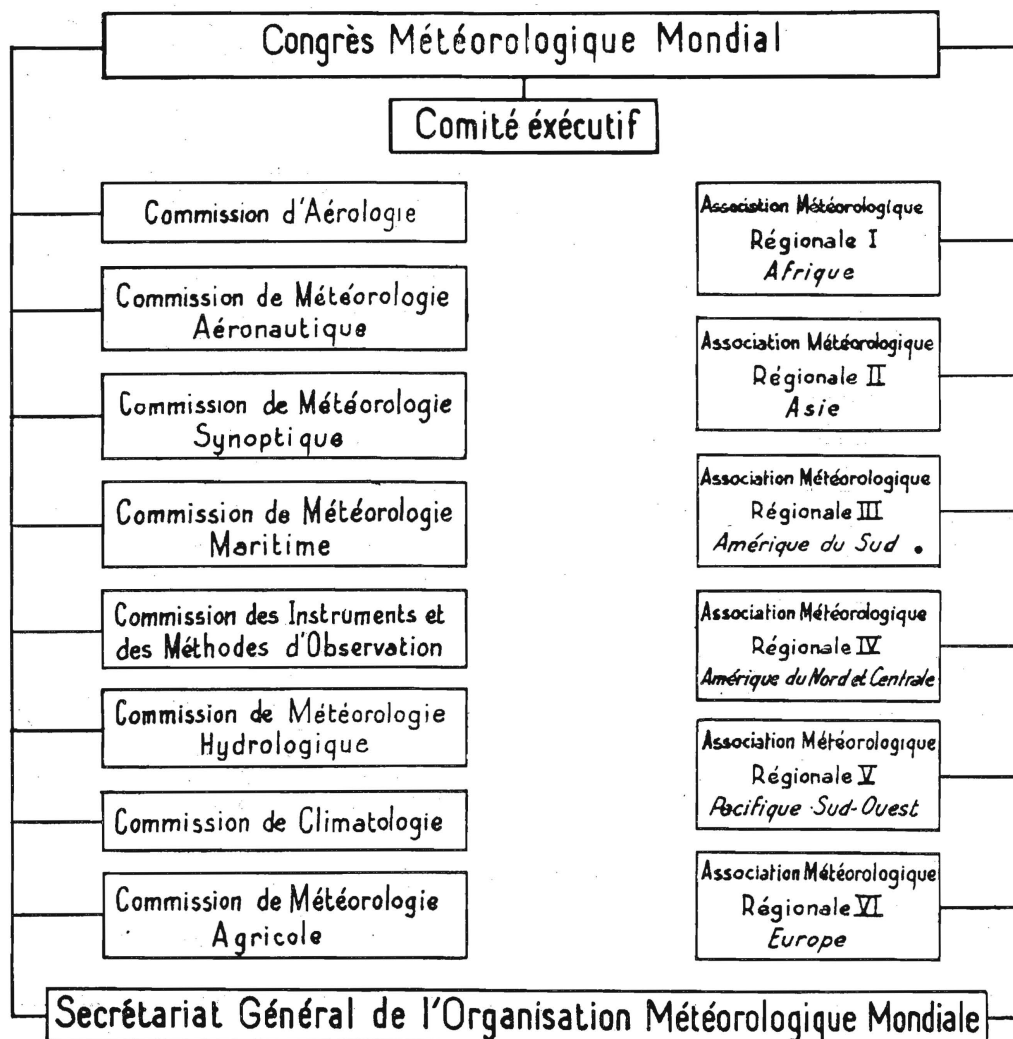 Congrès Météorologique Mondial
Comité éxécutif
Commission d'Aérologie
Commission de Météorologie
Aéronautique
Commission de Météorologie
Synoptique
Commission de Météorologie
Maritime
Commission des Instruments et
des Méthodes d'Observation
Commission de Météorologie
Hydrologique
Commission de Climatologie
Commission de Météorologie
Agricole
Association Météorologique
Régionale I
Afrique
Association Météorologique
Régionale II
Asie
Association Météorologique
Régionale III
Amérique du Sud
Association Météorologique
Régionale IV
Amérique du Nord et Centrale
Association Météorologique
Régionale V
Pacifique Sud-Ouest
Association Météorologique
Régionale VI
Europe
Secrétariat Général de l'Organisation Météorologique Mondiale